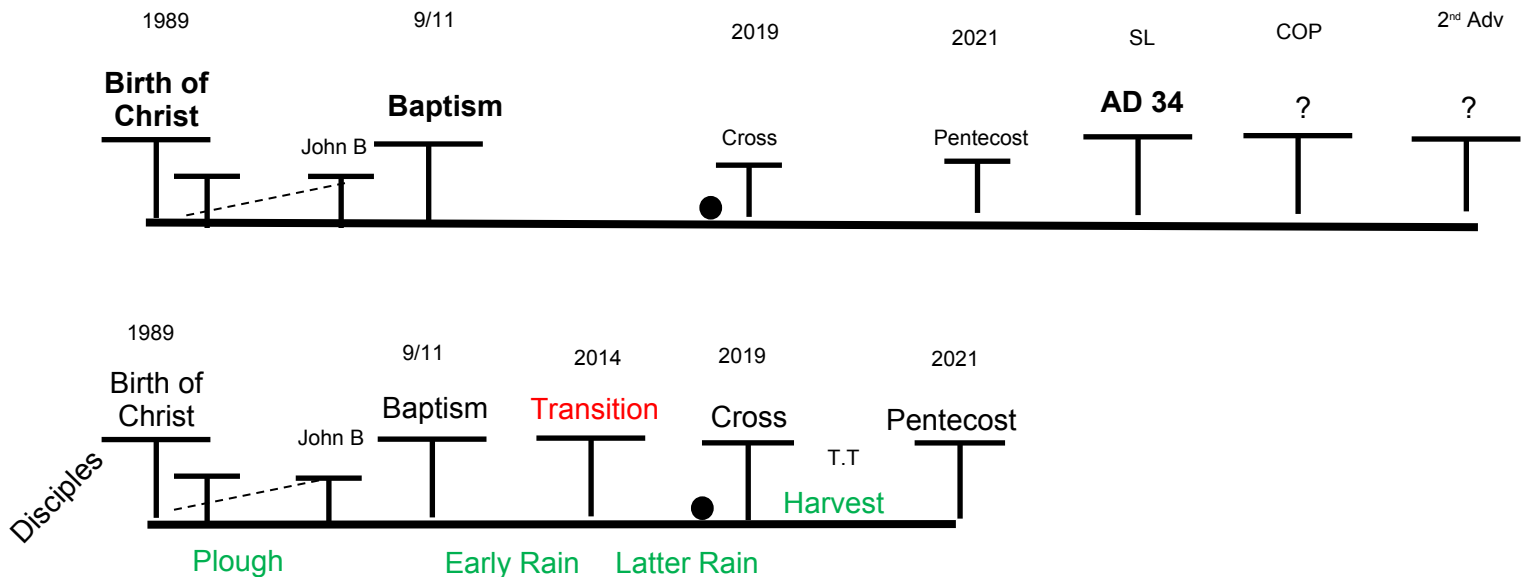 1989
9/11
2019
2021
SL
COP
2nd Adv
Birth of
Christ
John B
Baptism
Cross
Pentecost
AD 34
?
?
1989
9/11
2014
2019
2021
Birth of
Christ
John B
Baptism
Transition
Cross
Pentecost
T.T
Harvest
Disciples
Plough
Early Rain
Latter Rain